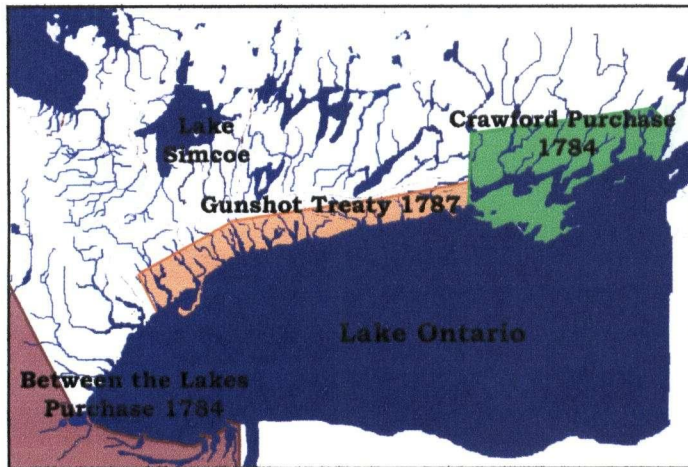 Crawford Purchase
1784
Lake
Simcoe
Gunshot Treaty 1787
Lake Ontario
Between the Lakes
Purchase 1784